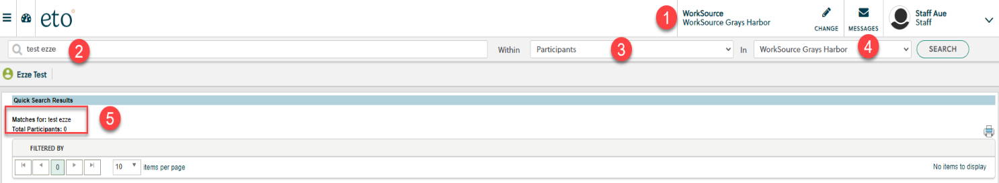 eto
1
WorkSource
WorkSource Grays Harbor
CHANGE
MESSAGES
Staff Aue
Staff
test ezze
2
Within
Participants
3
In
WorkSource Grays Harbor
4
SEARCH
Ezze Test
Quick Search Results
Matches for: test ezze
Total Participants: 0
5
FILTERED BY
0
10
items per page
No items to display